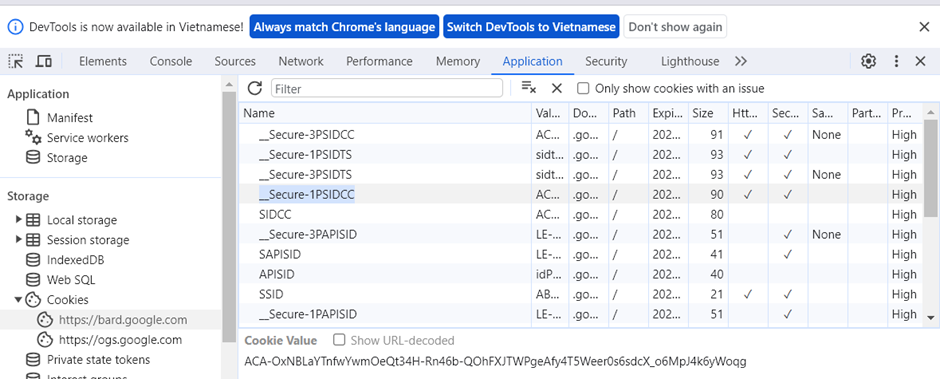 DevTools is now available in Vietnamese! Always match Chrome's language Switch DevTools to Vietnamese Don't show again
Elements Console Sources Network Performance Memory Application Security Lighthouse
Application
Manifest
Service workers
Storage
Storage
Local storage
Session storage
IndexedDB
Web SQL
Cookies
https://bard.google.com
https://ogs.google.com
Private state tokens
Interest groups
Filter Only show cookies with an issue
Name Val... Do... Path Expi... Size Htt... Sec... Sa... Part... Pr...
__Secure-3PSIDCC AC... .go... / 202... 91 ✓ ✓ None High
__Secure-1PSIDTS sidt... .go... / 202... 93 ✓ ✓ High
__Secure-3PSIDTS sidt... .go... / 202... 93 ✓ ✓ None High
__Secure-1PSIDCC AC... .go... / 202... 90 ✓ ✓ High
SIDCC AC... .go... / 202... 80 High
__Secure-3PAPISID LE-... .go... / 202... 51 ✓ None High
SAPISID LE-... .go... / 202... 41 ✓ High
APISID idP... .go... / 202... 40 High
SSID AB... .go... / 202... 21 ✓ ✓ High
__Secure-1PAPISID LE-... .go... / 202... 51 ✓ High
Cookie Value Show URL-decoded
ACA-OxNBLaYTnfwYwmOeQt34H-Rn46b-QOhFXJTWPgeAfy4T5Weer0s6sdcX_o6MpJ4k6yWoqg